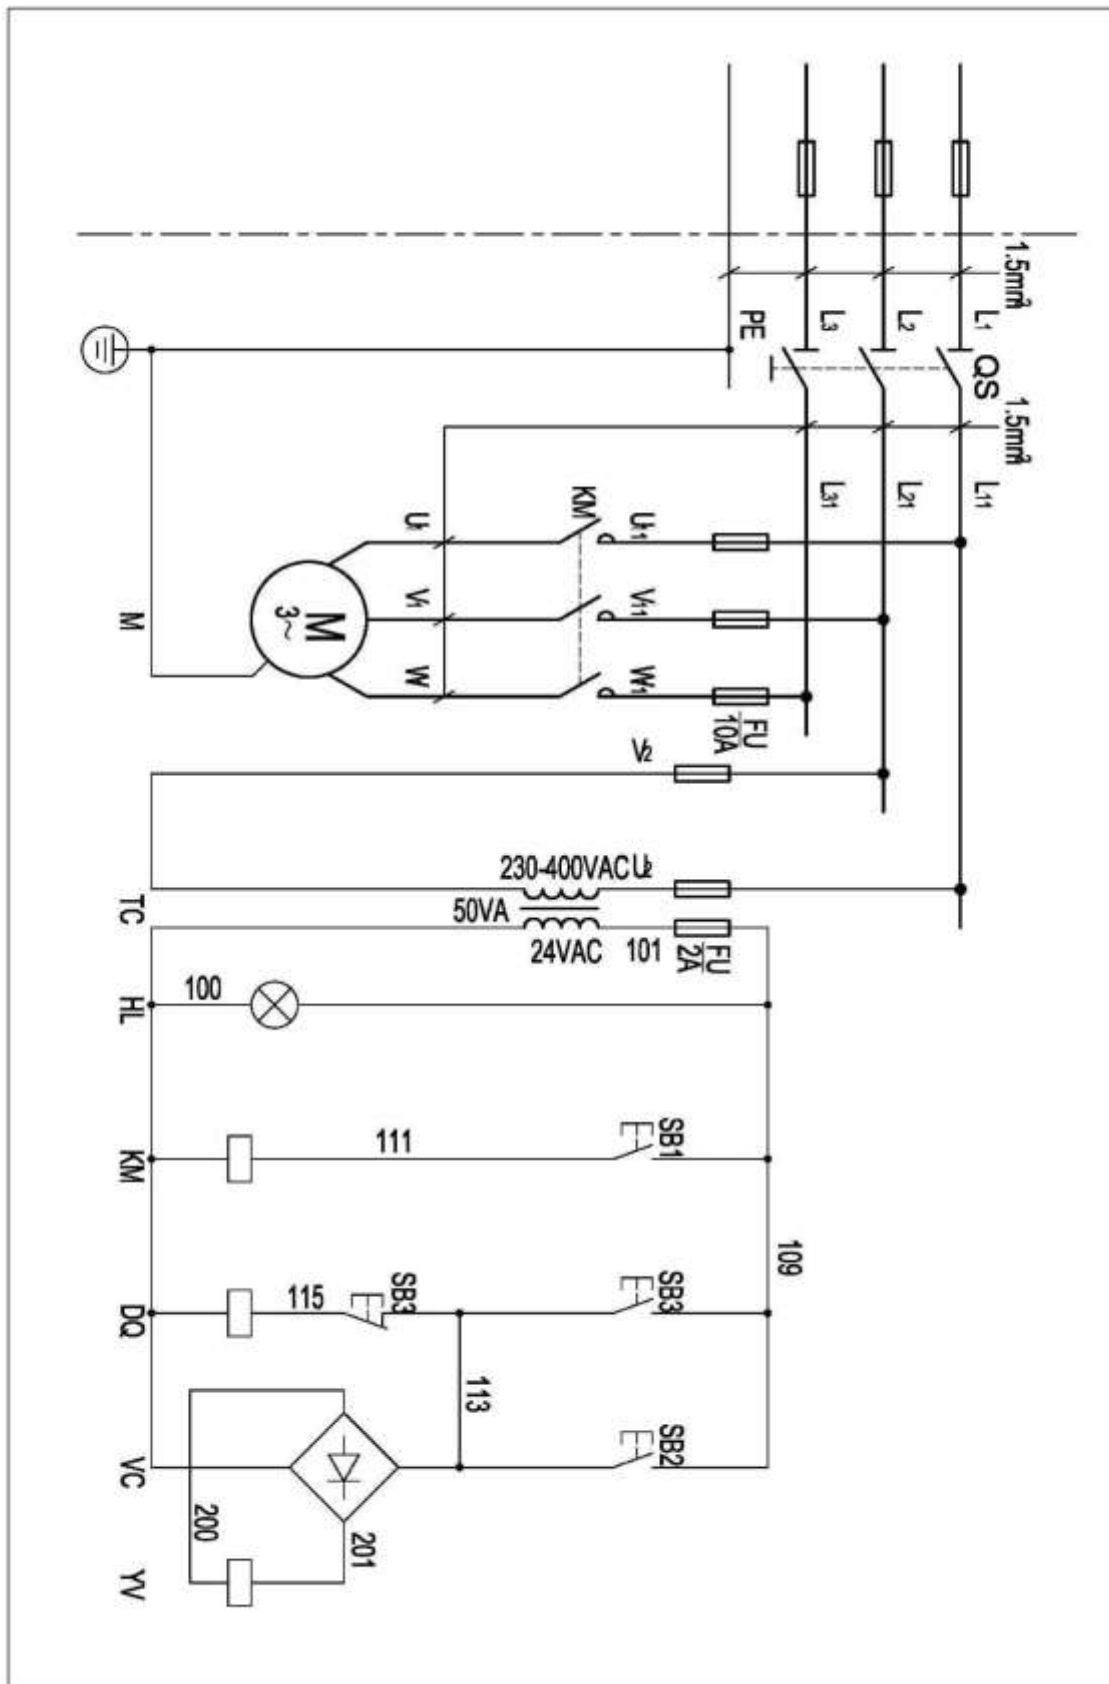 1.5mm²
L1
L2
L3
PE
QS
1.5mm²
L11
L21
L31
U1
KM
U11
V1
V11
W
W1
M
3~
M
FU
10A
V2
230-400VAC
U2
TC
50VA
24VAC
101
FU
2A
HL
100
KM
111
SB1
109
DQ
115
SB3
SB3
113
VC
SB2
200
201
YV